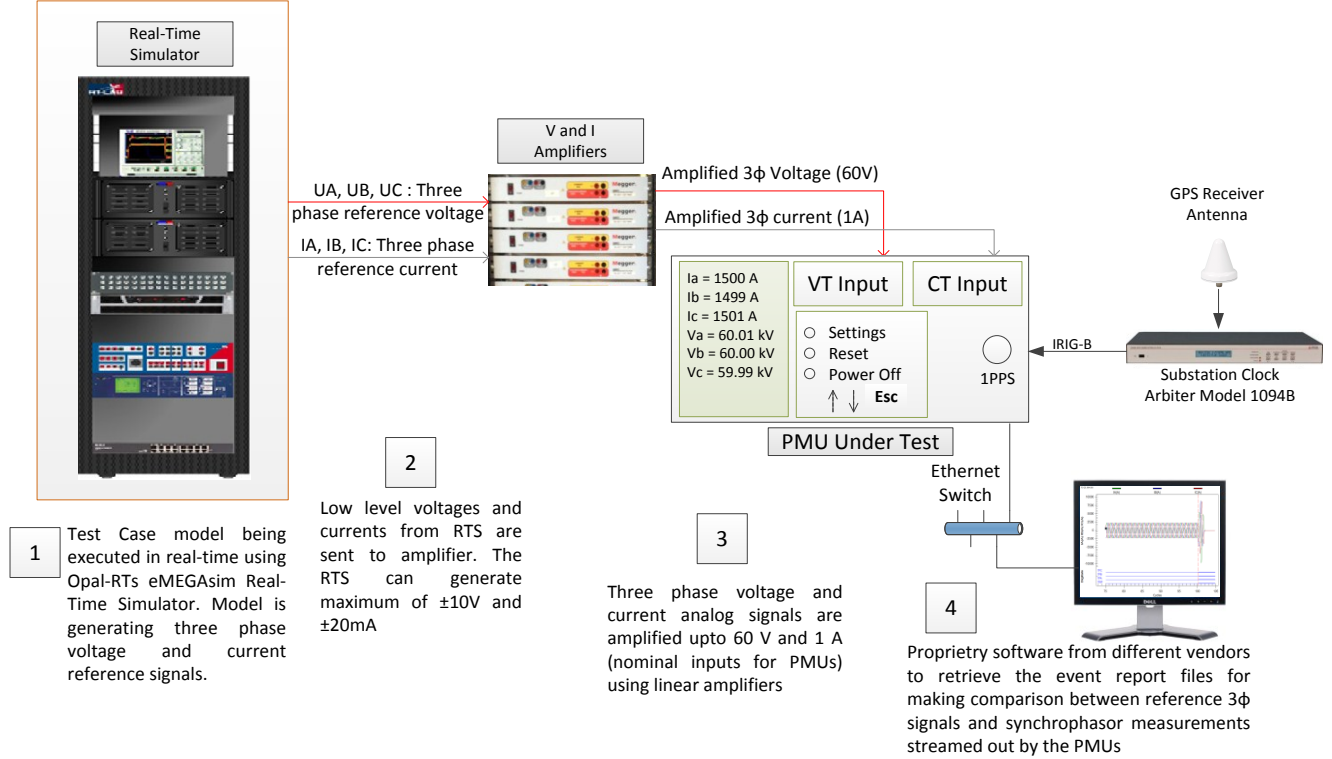 Real-Time
Simulator
V and I
Amplifiers
UA, UB, UC : Three
phase reference voltage
IA, IB, IC: Three phase
reference current
Megger.
Megger.
Megger.
Megger.
Amplified 3ϕ Voltage (60V)
Amplified 3ϕ current (1A)
GPS Receiver
Antenna
Ia = 1500 A
Ib = 1499 A
Ic = 1501 A
Va = 60.01 kV
Vb = 60.00 kV
Vc = 59.99 kV
VT Input
CT Input
Settings
Reset
Power Off
Esc
1PPS
IRIG-B
Substation Clock
Arbiter Model 1094B
PMU Under Test
Ethernet
Switch
DELL
1
Test Case model being
executed in real-time using
Opal-RTs eMEGAsim Real-
Time Simulator. Model is
generating three phase
voltage and current
reference signals.
2
Low level voltages and
currents from RTS are
sent to amplifier. The
RTS can generate
maximum of ±10V and
±20mA
3
Three phase voltage and
current analog signals are
amplified upto 60 V and 1 A
(nominal inputs for PMUs)
using linear amplifiers
4
Proprietry software from different vendors
to retrieve the event report files for
making comparison between reference 3ϕ
signals and synchrophasor measurements
streamed out by the PMUs